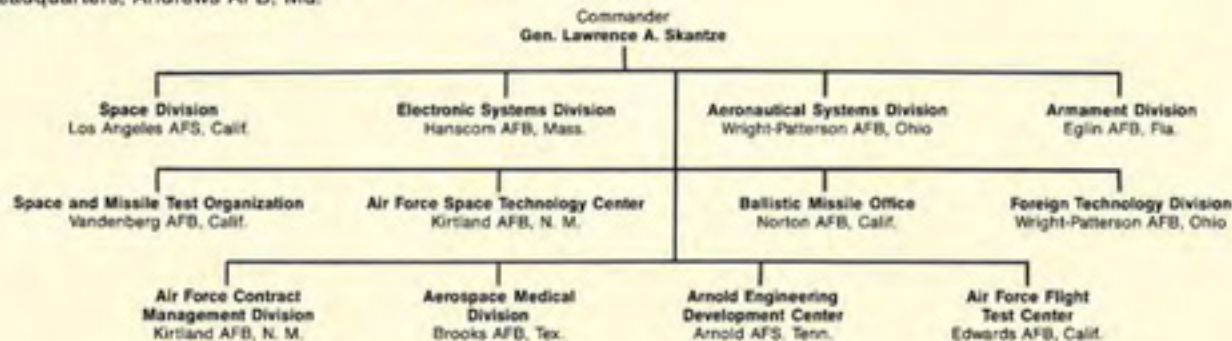 Headquarters, Andrews AFB, Md.
Commander
Gen. Lawrence A. Skantze
Space Division
Los Angeles AFS, Calif.
Electronic Systems Division
Hanscom AFB, Mass.
Aeronautical Systems Division
Wright-Patterson AFB, Ohio
Armament Division
Eglin AFB, Fla.
Space and Missile Test Organization
Vandenberg AFB, Calif.
Air Force Space Technology Center
Kirtland AFB, N. M.
Ballistic Missile Office
Norton AFB, Calif.
Foreign Technology Division
Wright-Patterson AFB, Ohio
Air Force Contract
Management Division
Kirtland AFB, N. M.
Aerospace Medical
Division
Brooks AFB, Tex.
Arnold Engineering
Development Center
Arnold AFS, Tenn.
Air Force Flight
Test Center
Edwards AFB, Calif.